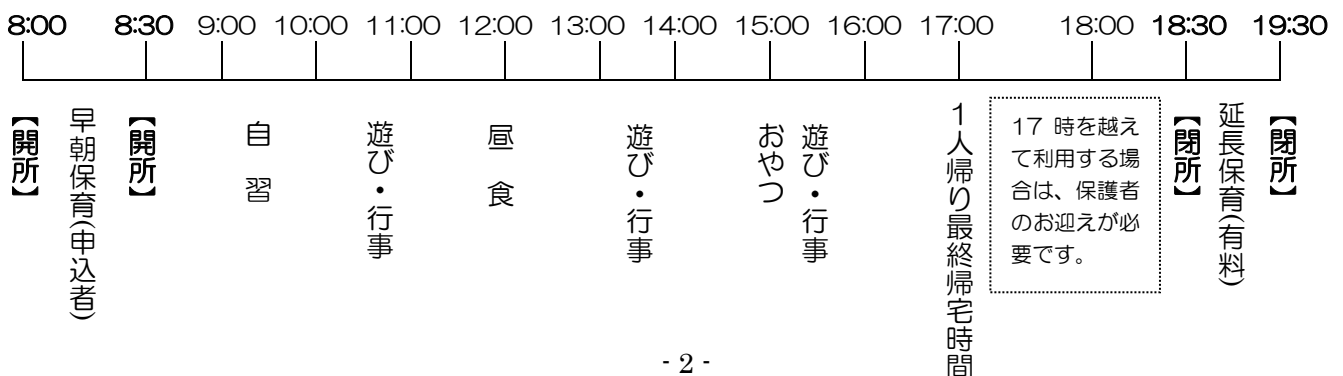 8:00 8:30 9:00 10:00 11:00 12:00 13:00 14:00 15:00 16:00 17:00 18:00 18:30 19:30
【開所】
早朝保育(申込者)
【開所】
自習
遊び・行事
昼食
遊び・行事
おやつ
遊び・行事
1人帰り最終帰宅時間
17 時を越え
て利用する場
合は、保護者
のお迎えが必
要です。
【閉所】
延長保育(有料)
【閉所】
- 2 -